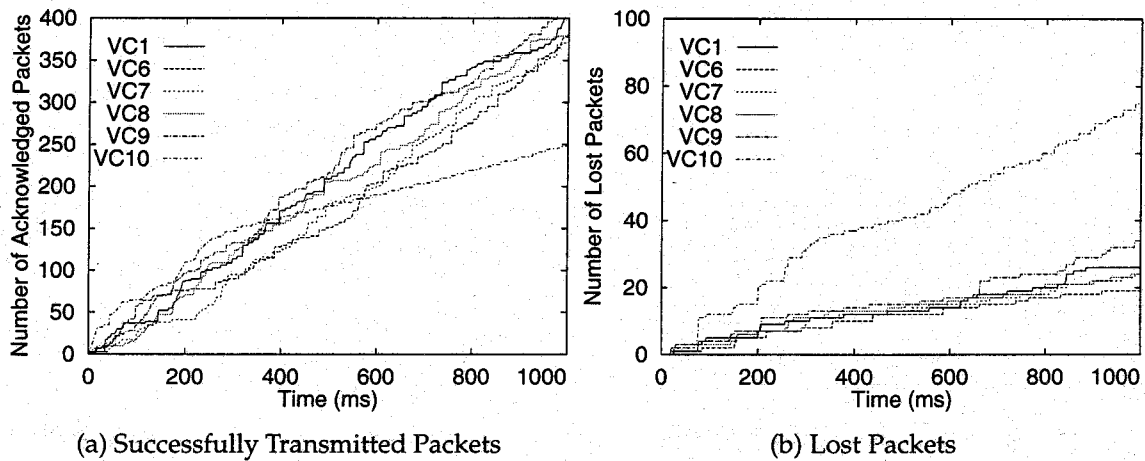 Number of Acknowledged Packets
400
350
300
250
200
150
100
50
0
VC1
VC6
VC7
VC8
VC9
VC10
0 200 400 600 800 1000
Time (ms)
(a) Successfully Transmitted Packets
Number of Lost Packets
100
80
60
40
20
0
VC1
VC6
VC7
VC8
VC9
VC10
0 200 400 600 800 1000
Time (ms)
(b) Lost Packets